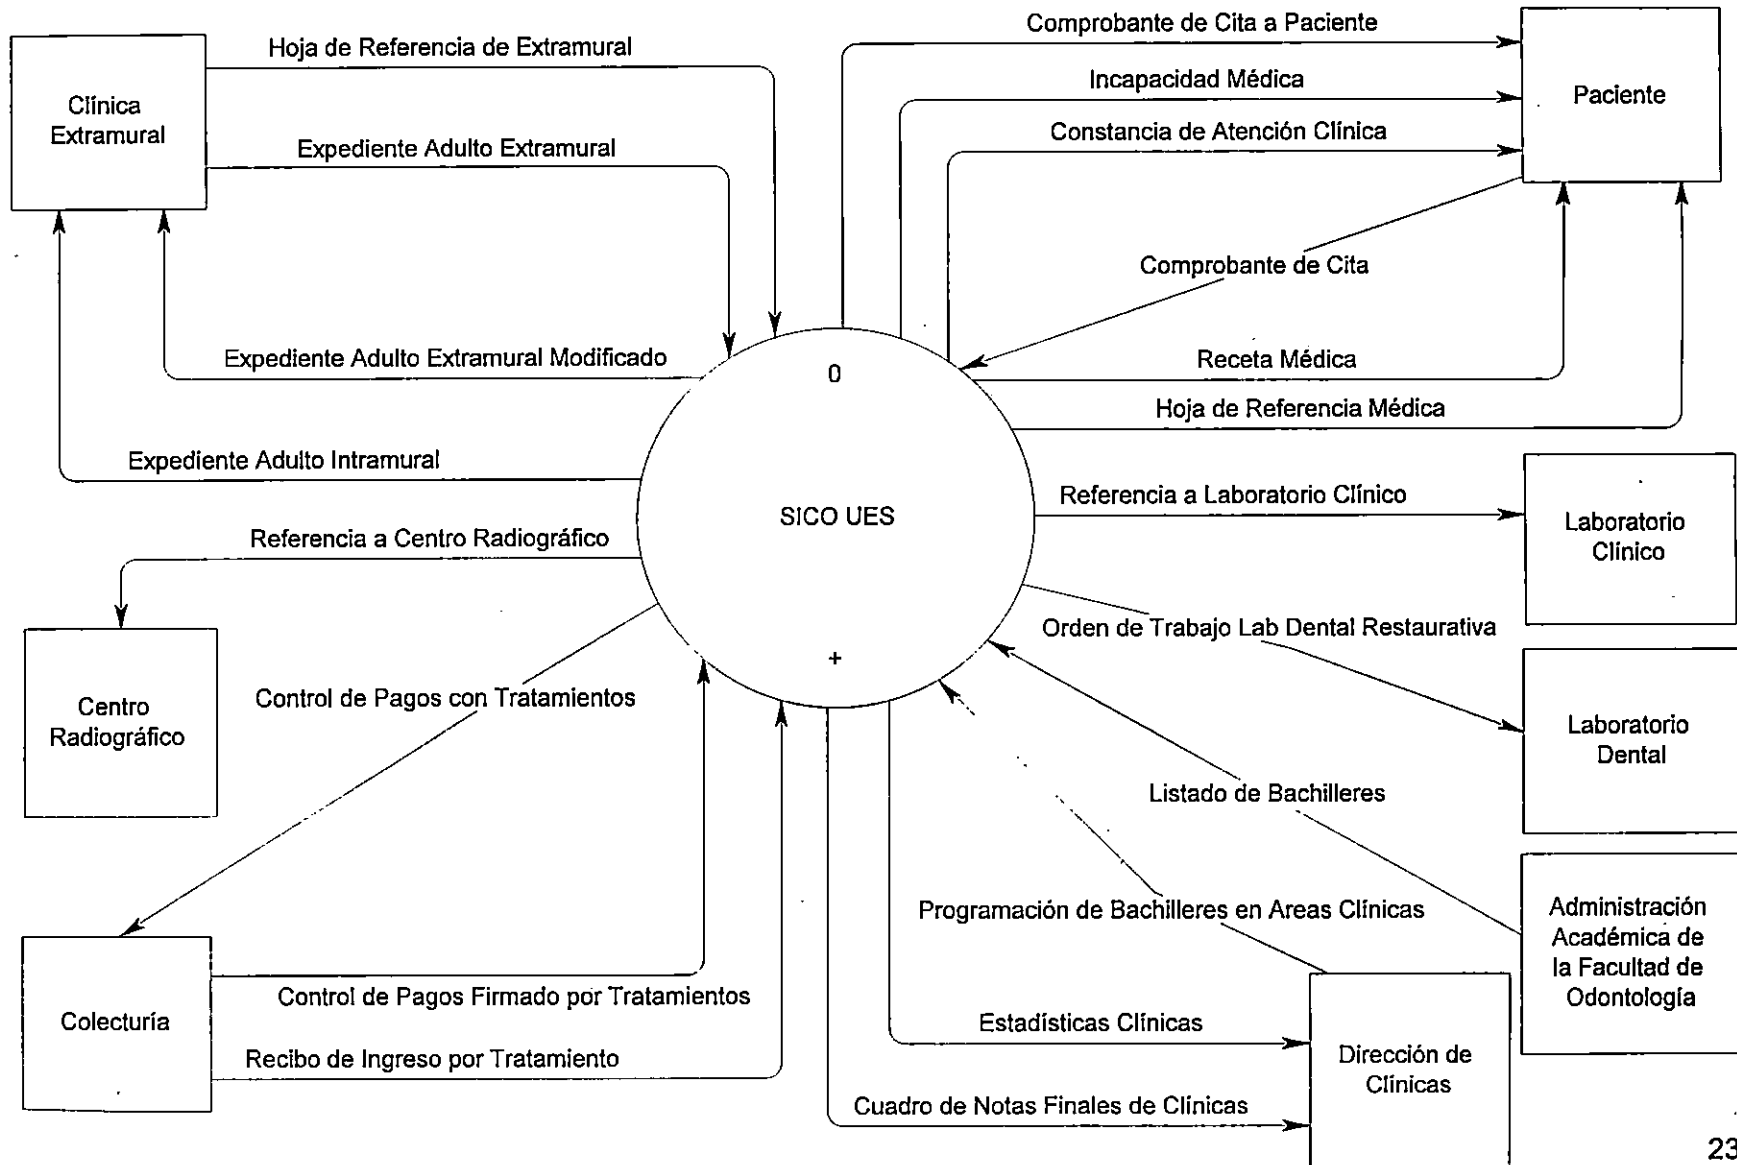 Comprobante de Cita a Paciente
Hoja de Referencia de Extramural
Incapacidad Médica
Clínica
Extramural
Paciente
Constancia de Atención Clínica
Expediente Adulto Extramural
Comprobante de Cita
Expediente Adulto Extramural Modificado
0
Receta Médica
Hoja de Referencia Médica
Expediente Adulto Intramural
Referencia a Laboratorio Clínico
SICO UES
Laboratorio
Clínico
Referencia a Centro Radiográfico
Orden de Trabajo Lab Dental Restaurativa
+
Control de Pagos con Tratamientos
Centro
Radiográfico
Laboratorio
Dental
Listado de Bachilleres
Programación de Bachilleres en Areas Clínicas
Administración
Académica de
la Facultad de
Odontología
Control de Pagos Firmado por Tratamientos
Colecturía
Estadísticas Clínicas
Recibo de Ingreso por Tratamiento
Dirección de
Clínicas
Cuadro de Notas Finales de Clínicas
23